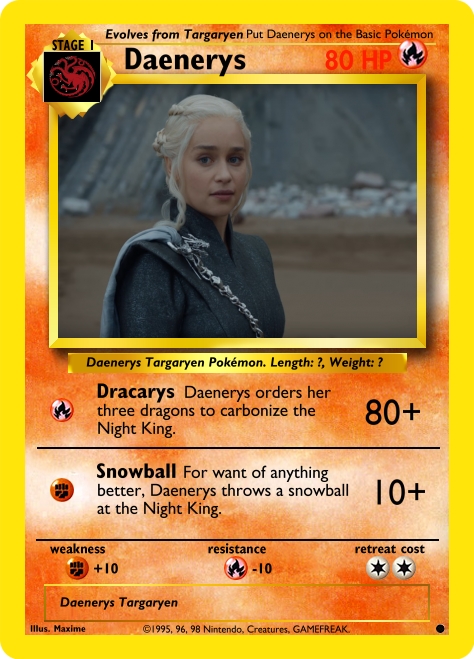 Evolves from Targaryen Put Daenerys on the Basic Pokémon
STAGE 1
Daenerys 80 HP
Daenerys Targaryen Pokémon. Length: ?, Weight: ?
Dracarys Daenerys orders her
three dragons to carbonize the
Night King.
80+
Snowball For want of anything
better, Daenerys throws a snowball
at the Night King.
10+
weakness resistance retreat cost
+10 -10
Daenerys Targaryen
Illus. Maxime ©1995, 96, 98 Nintendo, Creatures, GAMEFREAK.